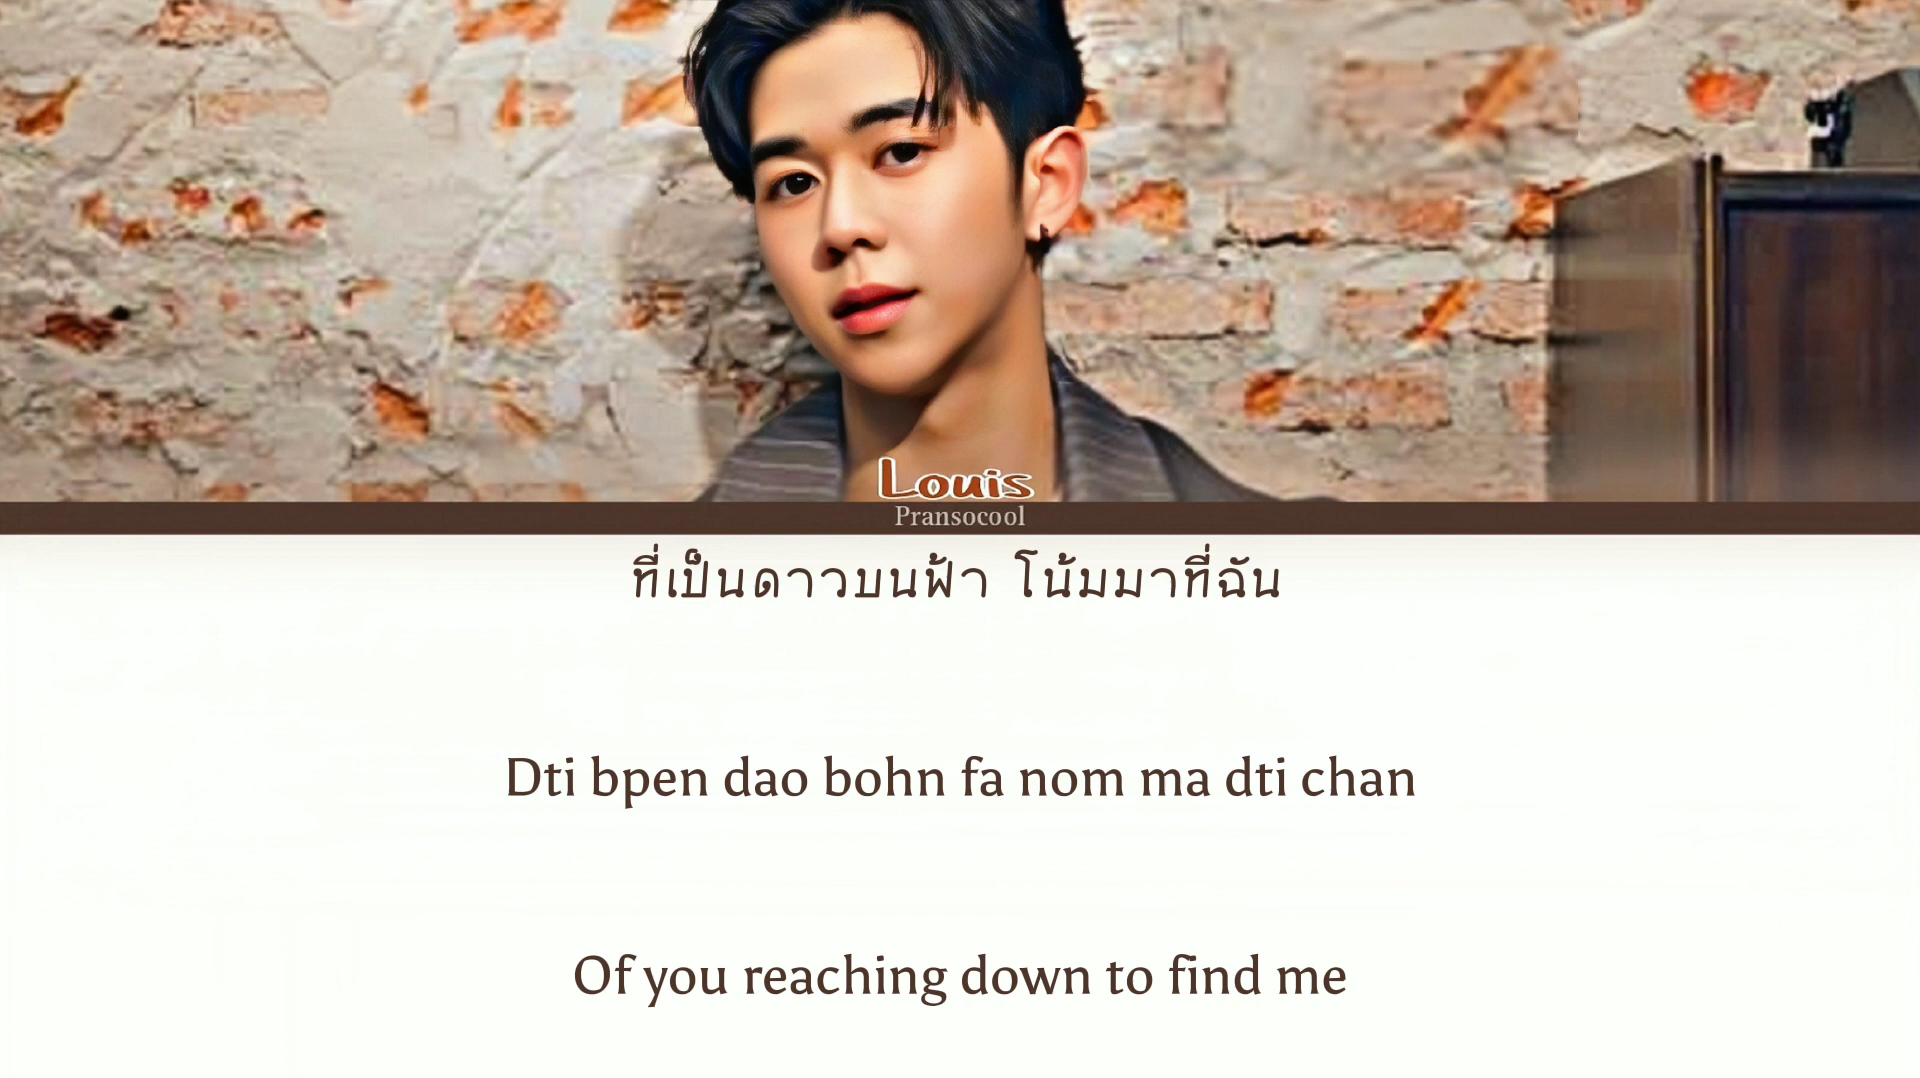 Louis
Pransocool
ที่เป็นดาวบนฟ้า โน้มมาที่ฉัน
Dti bpen dao bohn fa nom ma dti chan
Of you reaching down to find me